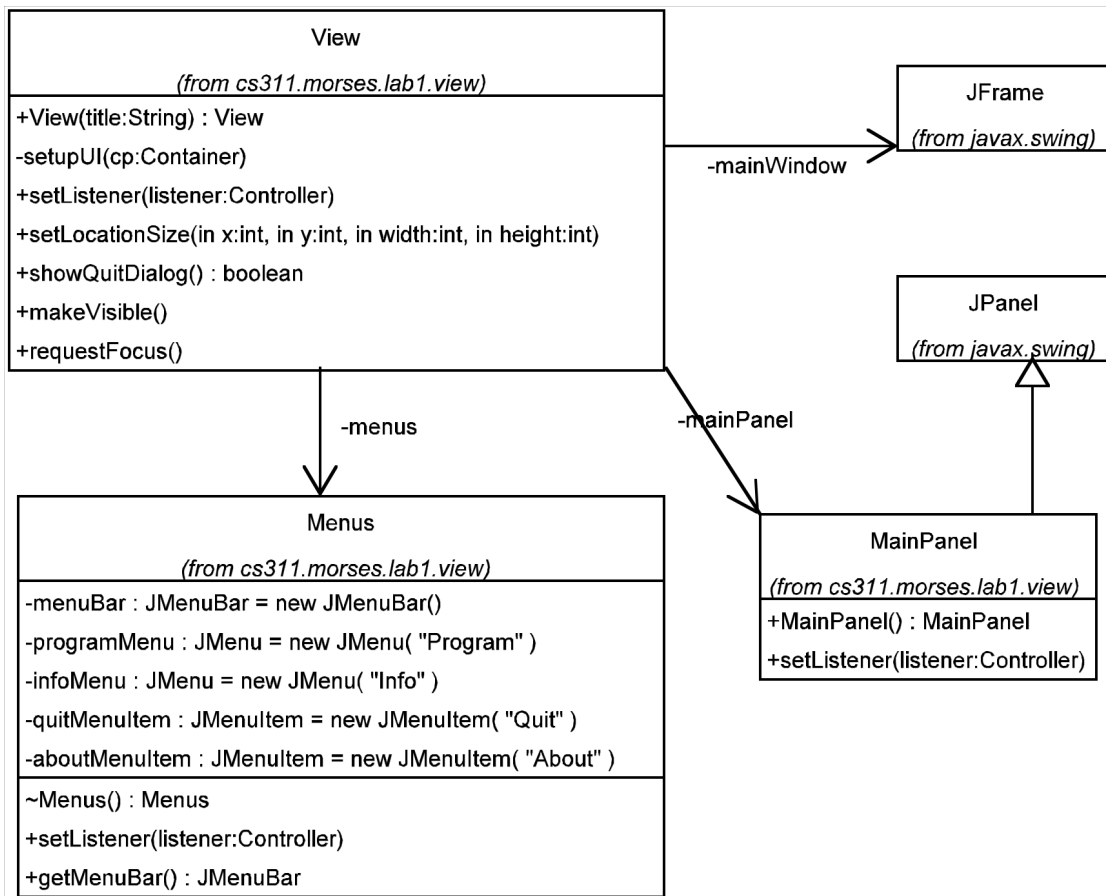 View
(from cs311.morses.lab1.view)
+View(title:String) : View
-setupUI(cp:Container)
+setListener(listener:Controller)
+setLocationSize(in x:int, in y:int, in width:int, in height:int)
+showQuitDialog() : boolean
+makeVisible()
+requestFocus()
-mainWindow
JFrame
(from javax.swing)
JPanel
(from javax.swing)
-menus
-mainPanel
Menus
(from cs311.morses.lab1.view)
-menuBar : JMenuBar = new JMenuBar()
-programMenu : JMenu = new JMenu( "Program" )
-infoMenu : JMenu = new JMenu( "Info" )
-quitMenuItem : JMenuItem = new JMenuItem( "Quit" )
-aboutMenuItem : JMenuItem = new JMenuItem( "About" )
~Menus() : Menus
+setListener(listener:Controller)
+getMenuBar() : JMenuBar
MainPanel
(from cs311.morses.lab1.view)
+MainPanel() : MainPanel
+setListener(listener:Controller)